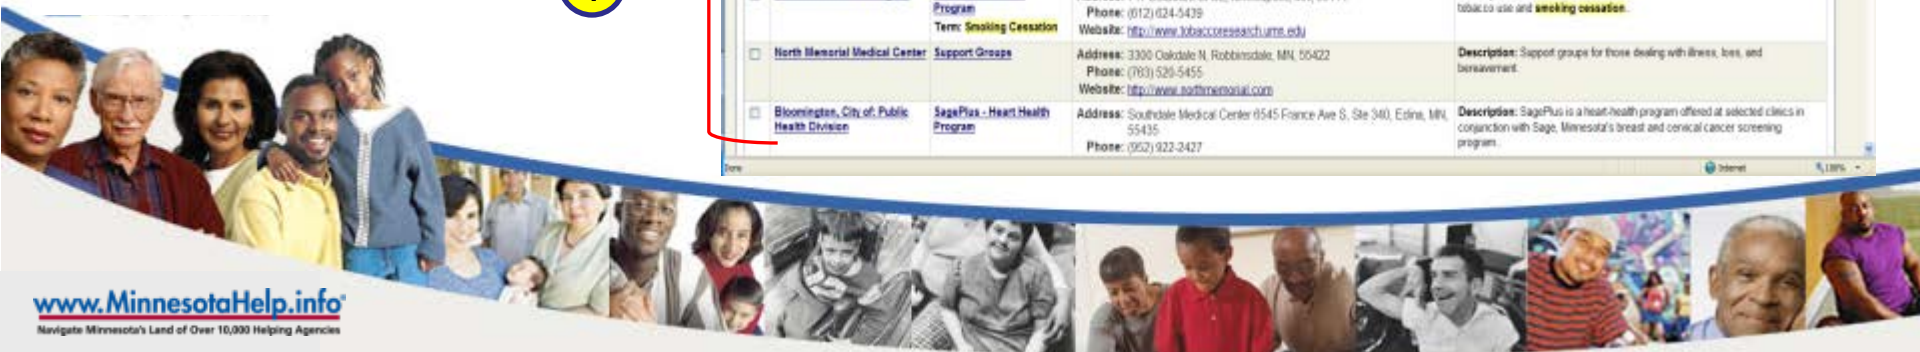 Program
Term: Smoking Cessation
Phone: (612) 624-5439
Website: http://www.tobaccoresearch.umn.edu
tobacco use and smoking cessation.
North Memorial Medical Center
Support Groups
Address: 3300 Oakdale N, Robbinsdale, MN, 55422
Phone: (763) 520-5455
Website: http://www.northmemorial.com
Description: Support groups for those dealing with illness, loss, and
bereavement.
Bloomington, City of: Public
Health Division
SagePlus - Heart Health
Program
Address: Southdale Medical Center 6545 France Ave S, Ste 340, Edina, MN,
55435
Phone: (952) 922-2427
Description: SagePlus is a heart-health program offered at selected clinics in
conjunction with Sage, Minnesota's breast and cervical cancer screening
program.
Done
Internet
100%
www.MinnesotaHelp.info
Navigate Minnesota's Land of Over 10,000 Helping Agencies